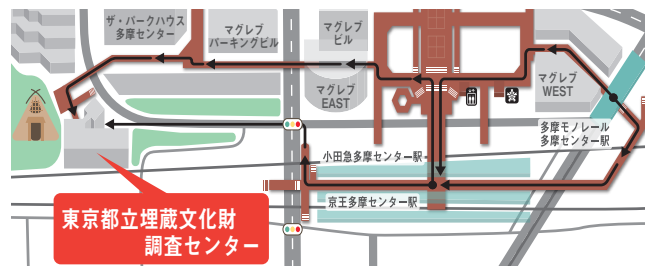 ザ・パークハウス
多摩センター
マグレブ
パーキングビル
マグレブ
ビル
マグレブ
EAST
マグレブ
WEST
多摩モノレール
多摩センター駅
小田急多摩センター駅
京王多摩センター駅
東京都立埋蔵文化財
調査センター